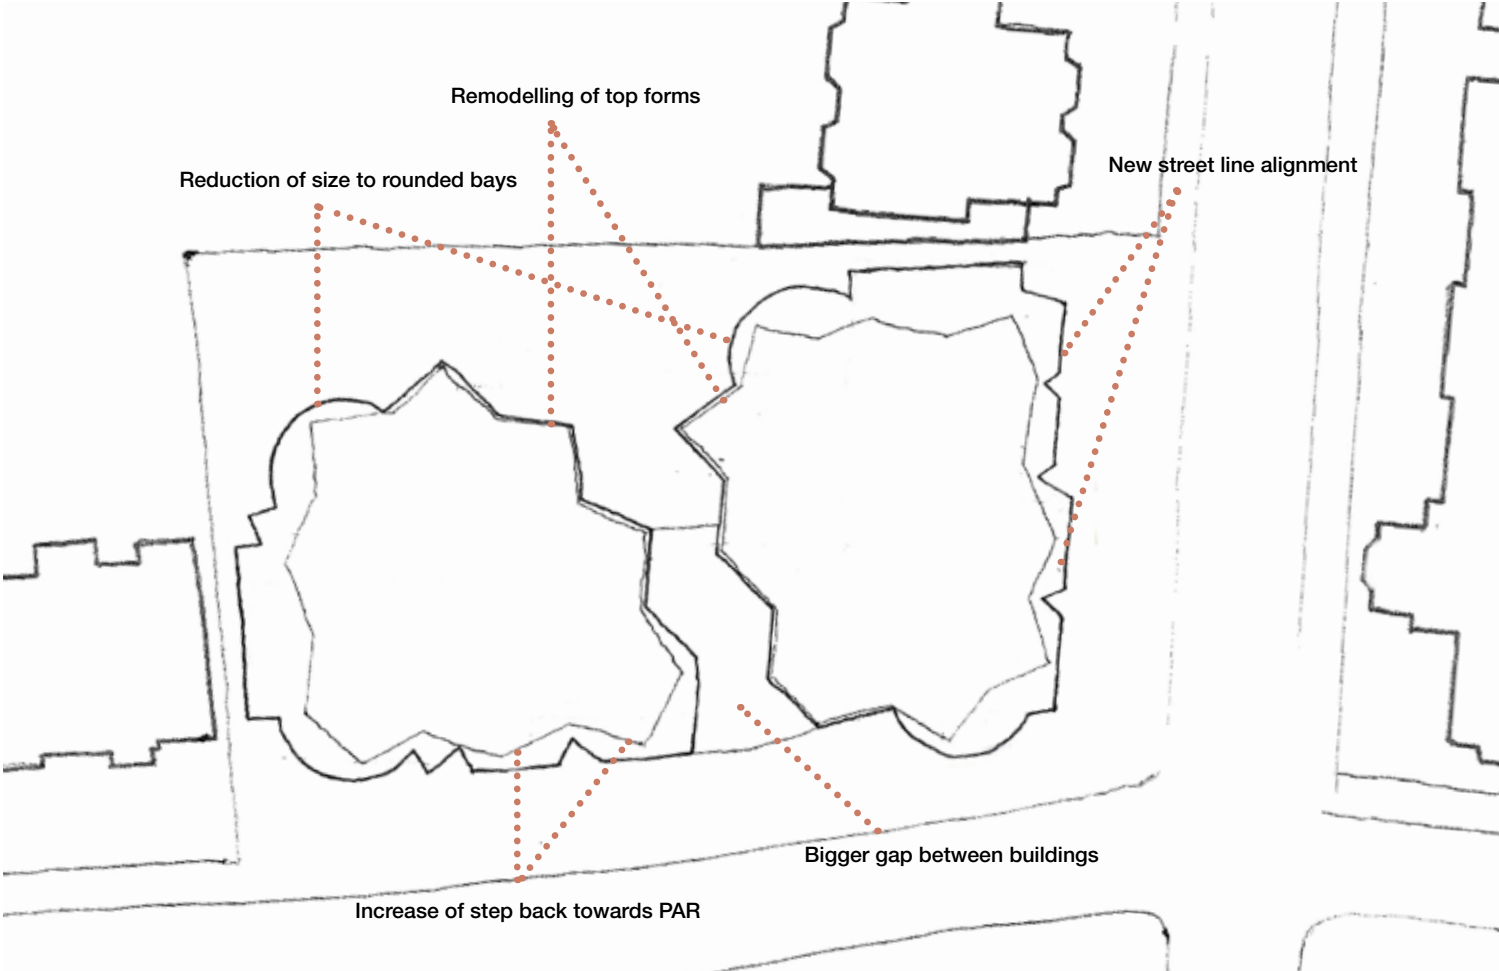 Remodelling of top forms
New street line alignment
Reduction of size to rounded bays
Bigger gap between buildings
Increase of step back towards PAR